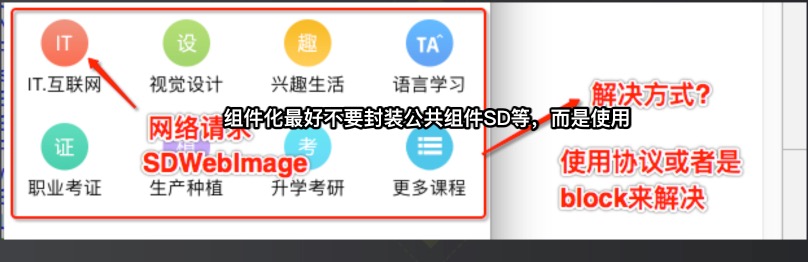 IT 设 趣 TA^
IT.互联网 视觉设计 兴趣生活 语言学习
解决方式?
组件化最好不要封装公共组件SD等，而是使用
网络请求
SDWebImage
证 考
使用协议或者是
block来解决
职业考证 生产种植 升学考研 更多课程